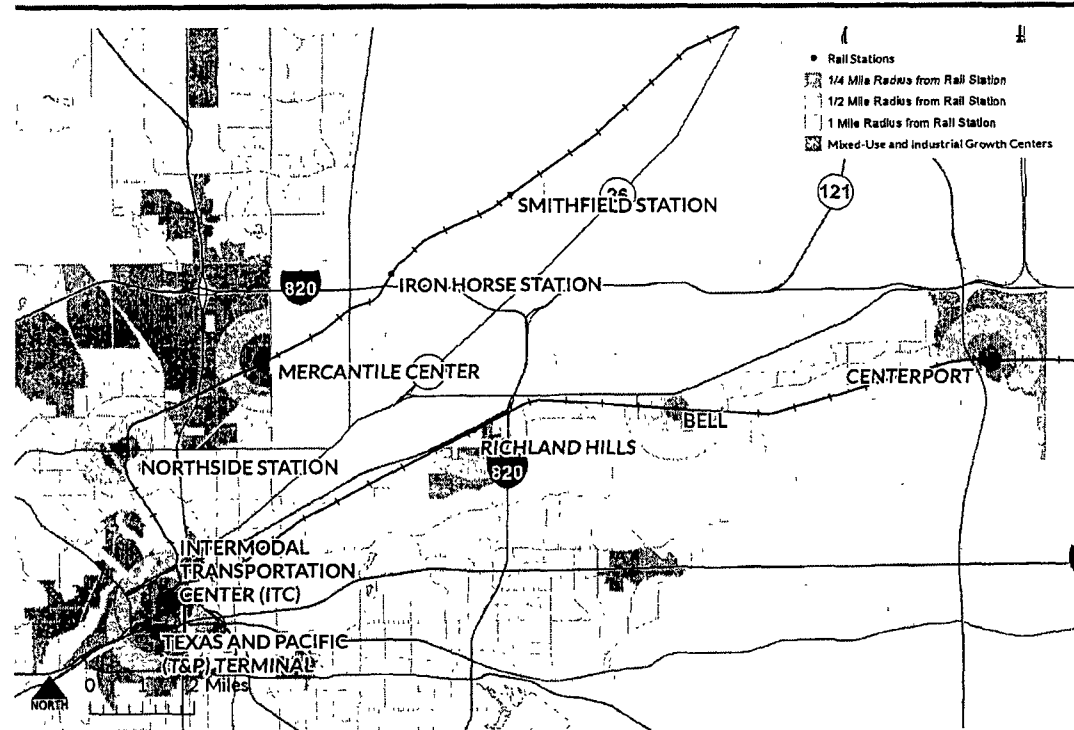 Rail Stations
1/4 Mile Radius from Rail Station
1/2 Mile Radius from Rail Station
1 Mile Radius from Rail Station
Mixed-Use and Industrial Growth Centers
26
SMITHFIELD STATION
121
820
IRON HORSE STATION
MERCANTILE CENTER
CENTERPORT
BELL
RICHLAND HILLS
820
NORTHSIDE STATION
INTERMODAL
TRANSPORTATION
CENTER (ITC)
TEXAS AND PACIFIC
(T&P) TERMINAL
0 1 2 Miles
NORTH